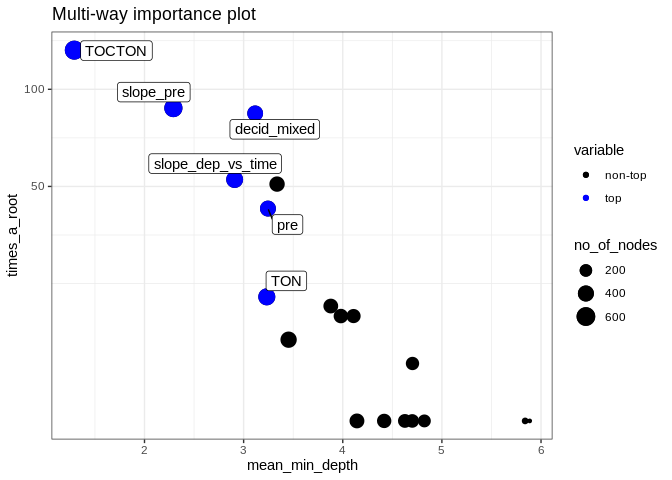 Multi-way importance plot
TOCTON
slope_pre
decid_mixed
slope_dep_vs_time
pre
TON
100
50
times_a_root
2
3
4
5
6
mean_min_depth
variable
non-top
top
no_of_nodes
200
400
600